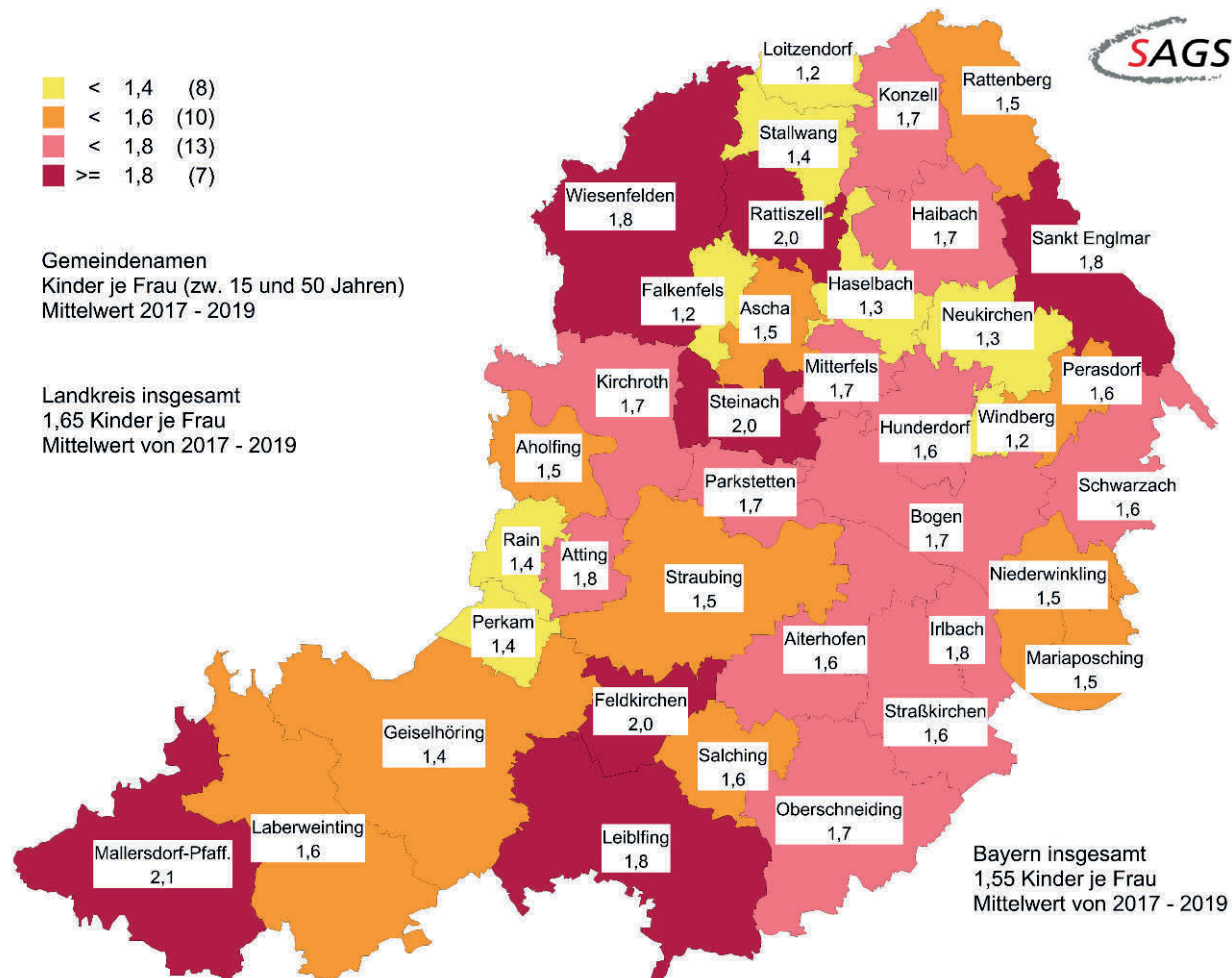 SAGS
< 1,4 (8)
< 1,6 (10)
< 1,8 (13)
>= 1,8 (7)
Gemeindenamen
Kinder je Frau (zw. 15 und 50 Jahren)
Mittelwert 2017 - 2019
Landkreis insgesamt
1,65 Kinder je Frau
Mittelwert von 2017 - 2019
Loitzendorf
1,2
Konzell
1,7
Rattenberg
1,5
Stallwang
1,4
Wiesenfelden
1,8
Rattiszell
2,0
Haibach
1,7
Sankt Englmar
1,8
Falkenfels
1,2
Ascha
1,5
Haselbach
1,3
Neukirchen
1,3
Kirchroth
1,7
Steinach
2,0
Mitterfels
1,7
Hunderdorf
1,6
Windberg
1,2
Perasdorf
1,6
Aholfing
1,5
Parkstetten
1,7
Schwarzach
1,6
Rain
1,4
Atting
1,8
Straubing
1,5
Bogen
1,7
Niederwinkling
1,5
Perkam
1,4
Aiterhofen
1,6
Irlbach
1,8
Mariaposching
1,5
Geiselhöring
1,4
Feldkirchen
2,0
Salching
1,6
Straßkirchen
1,6
Mallersdorf-Pfaff.
2,1
Laberweinting
1,6
Leiblfing
1,8
Oberschneiding
1,7
Bayern insgesamt
1,55 Kinder je Frau
Mittelwert von 2017 - 2019